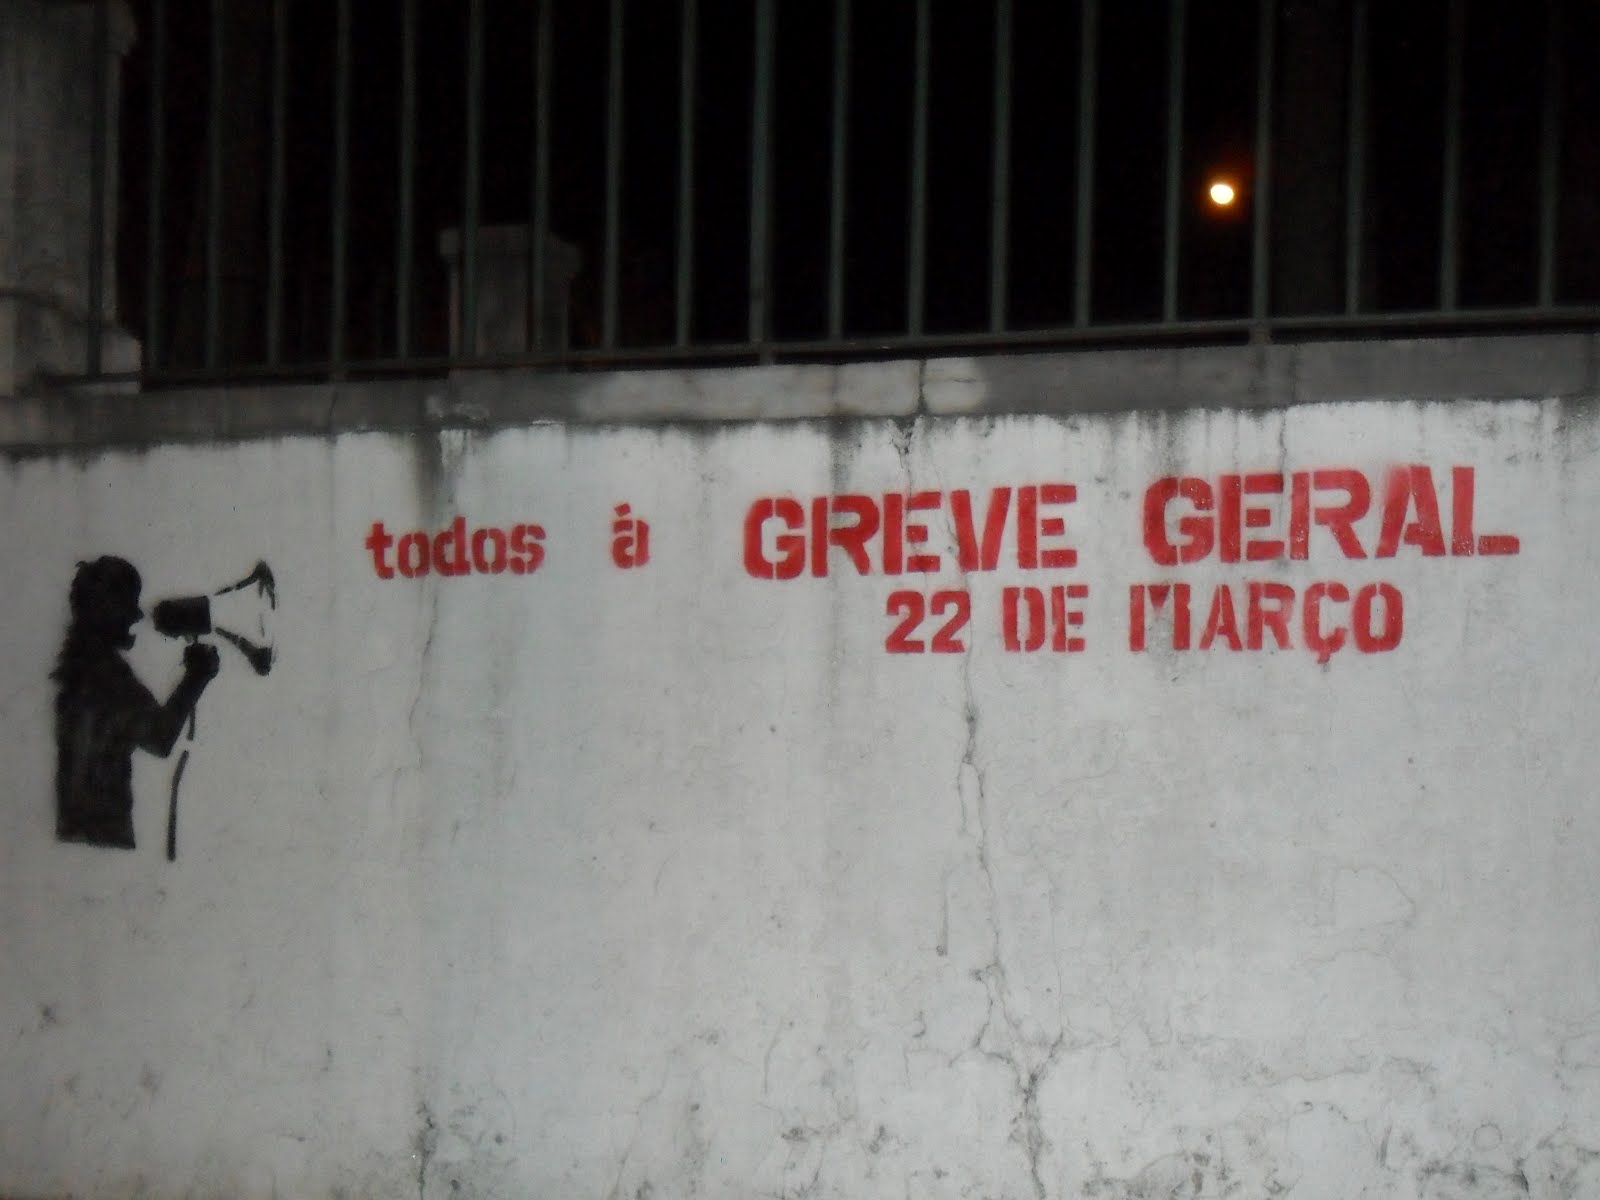 todos à GREVE GERAL
22 DE MARÇO